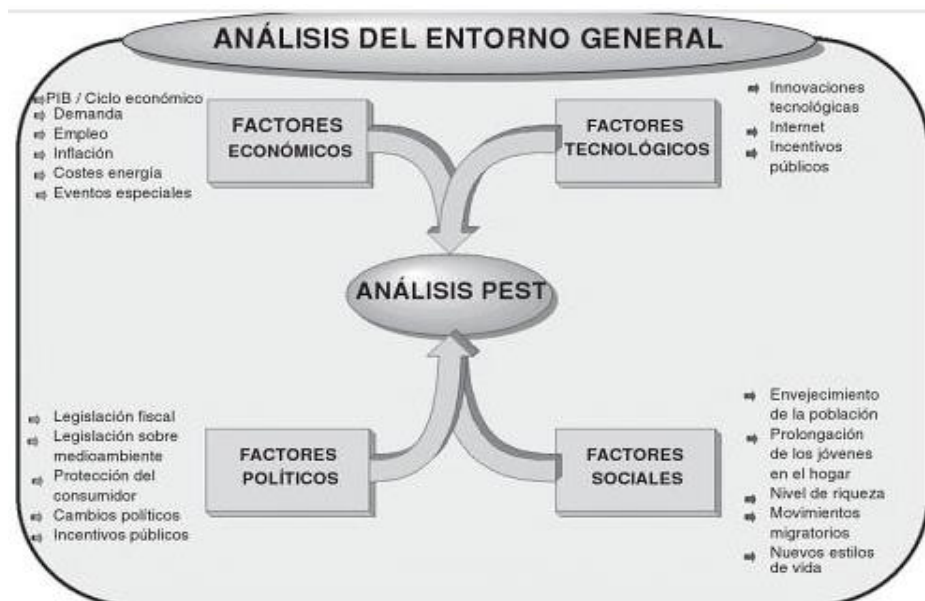 ANÁLISIS DEL ENTORNO GENERAL
PIB / Ciclo económico
Demanda
Empleo
Inflación
Costes energía
Eventos especiales
FACTORES
ECONÓMICOS
FACTORES
TECNOLÓGICOS
Innovaciones
tecnológicas
Internet
Incentivos
públicos
ANÁLISIS PEST
Legislación fiscal
Legislación sobre
medioambiente
Protección del
consumidor
Cambios políticos
Incentivos públicos
FACTORES
POLÍTICOS
FACTORES
SOCIALES
Envejecimiento
de la población
Prolongación
de los jóvenes
en el hogar
Nivel de riqueza
Movimientos
migratorios
Nuevos estilos
de vida